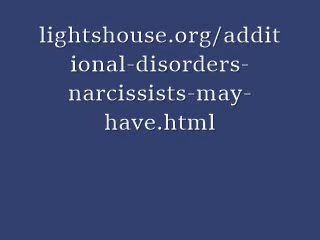 lightshouse.org/addit
ional-disorders-
narcissists-may-
have.html